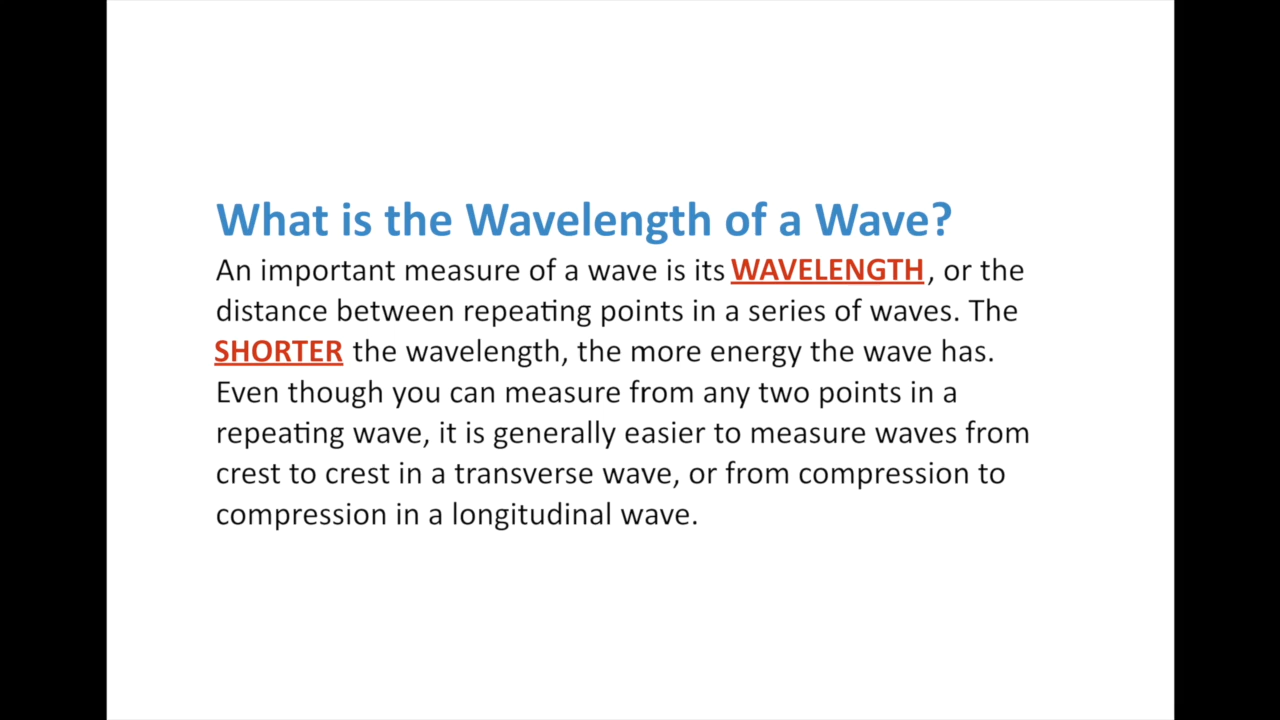 What is the Wavelength of a Wave?
An important measure of a wave is its WAVELENGTH, or the
distance between repeating points in a series of waves. The
SHORTER the wavelength, the more energy the wave has.
Even though you can measure from any two points in a
repeating wave, it is generally easier to measure waves from
crest to crest in a transverse wave, or from compression to
compression in a longitudinal wave.